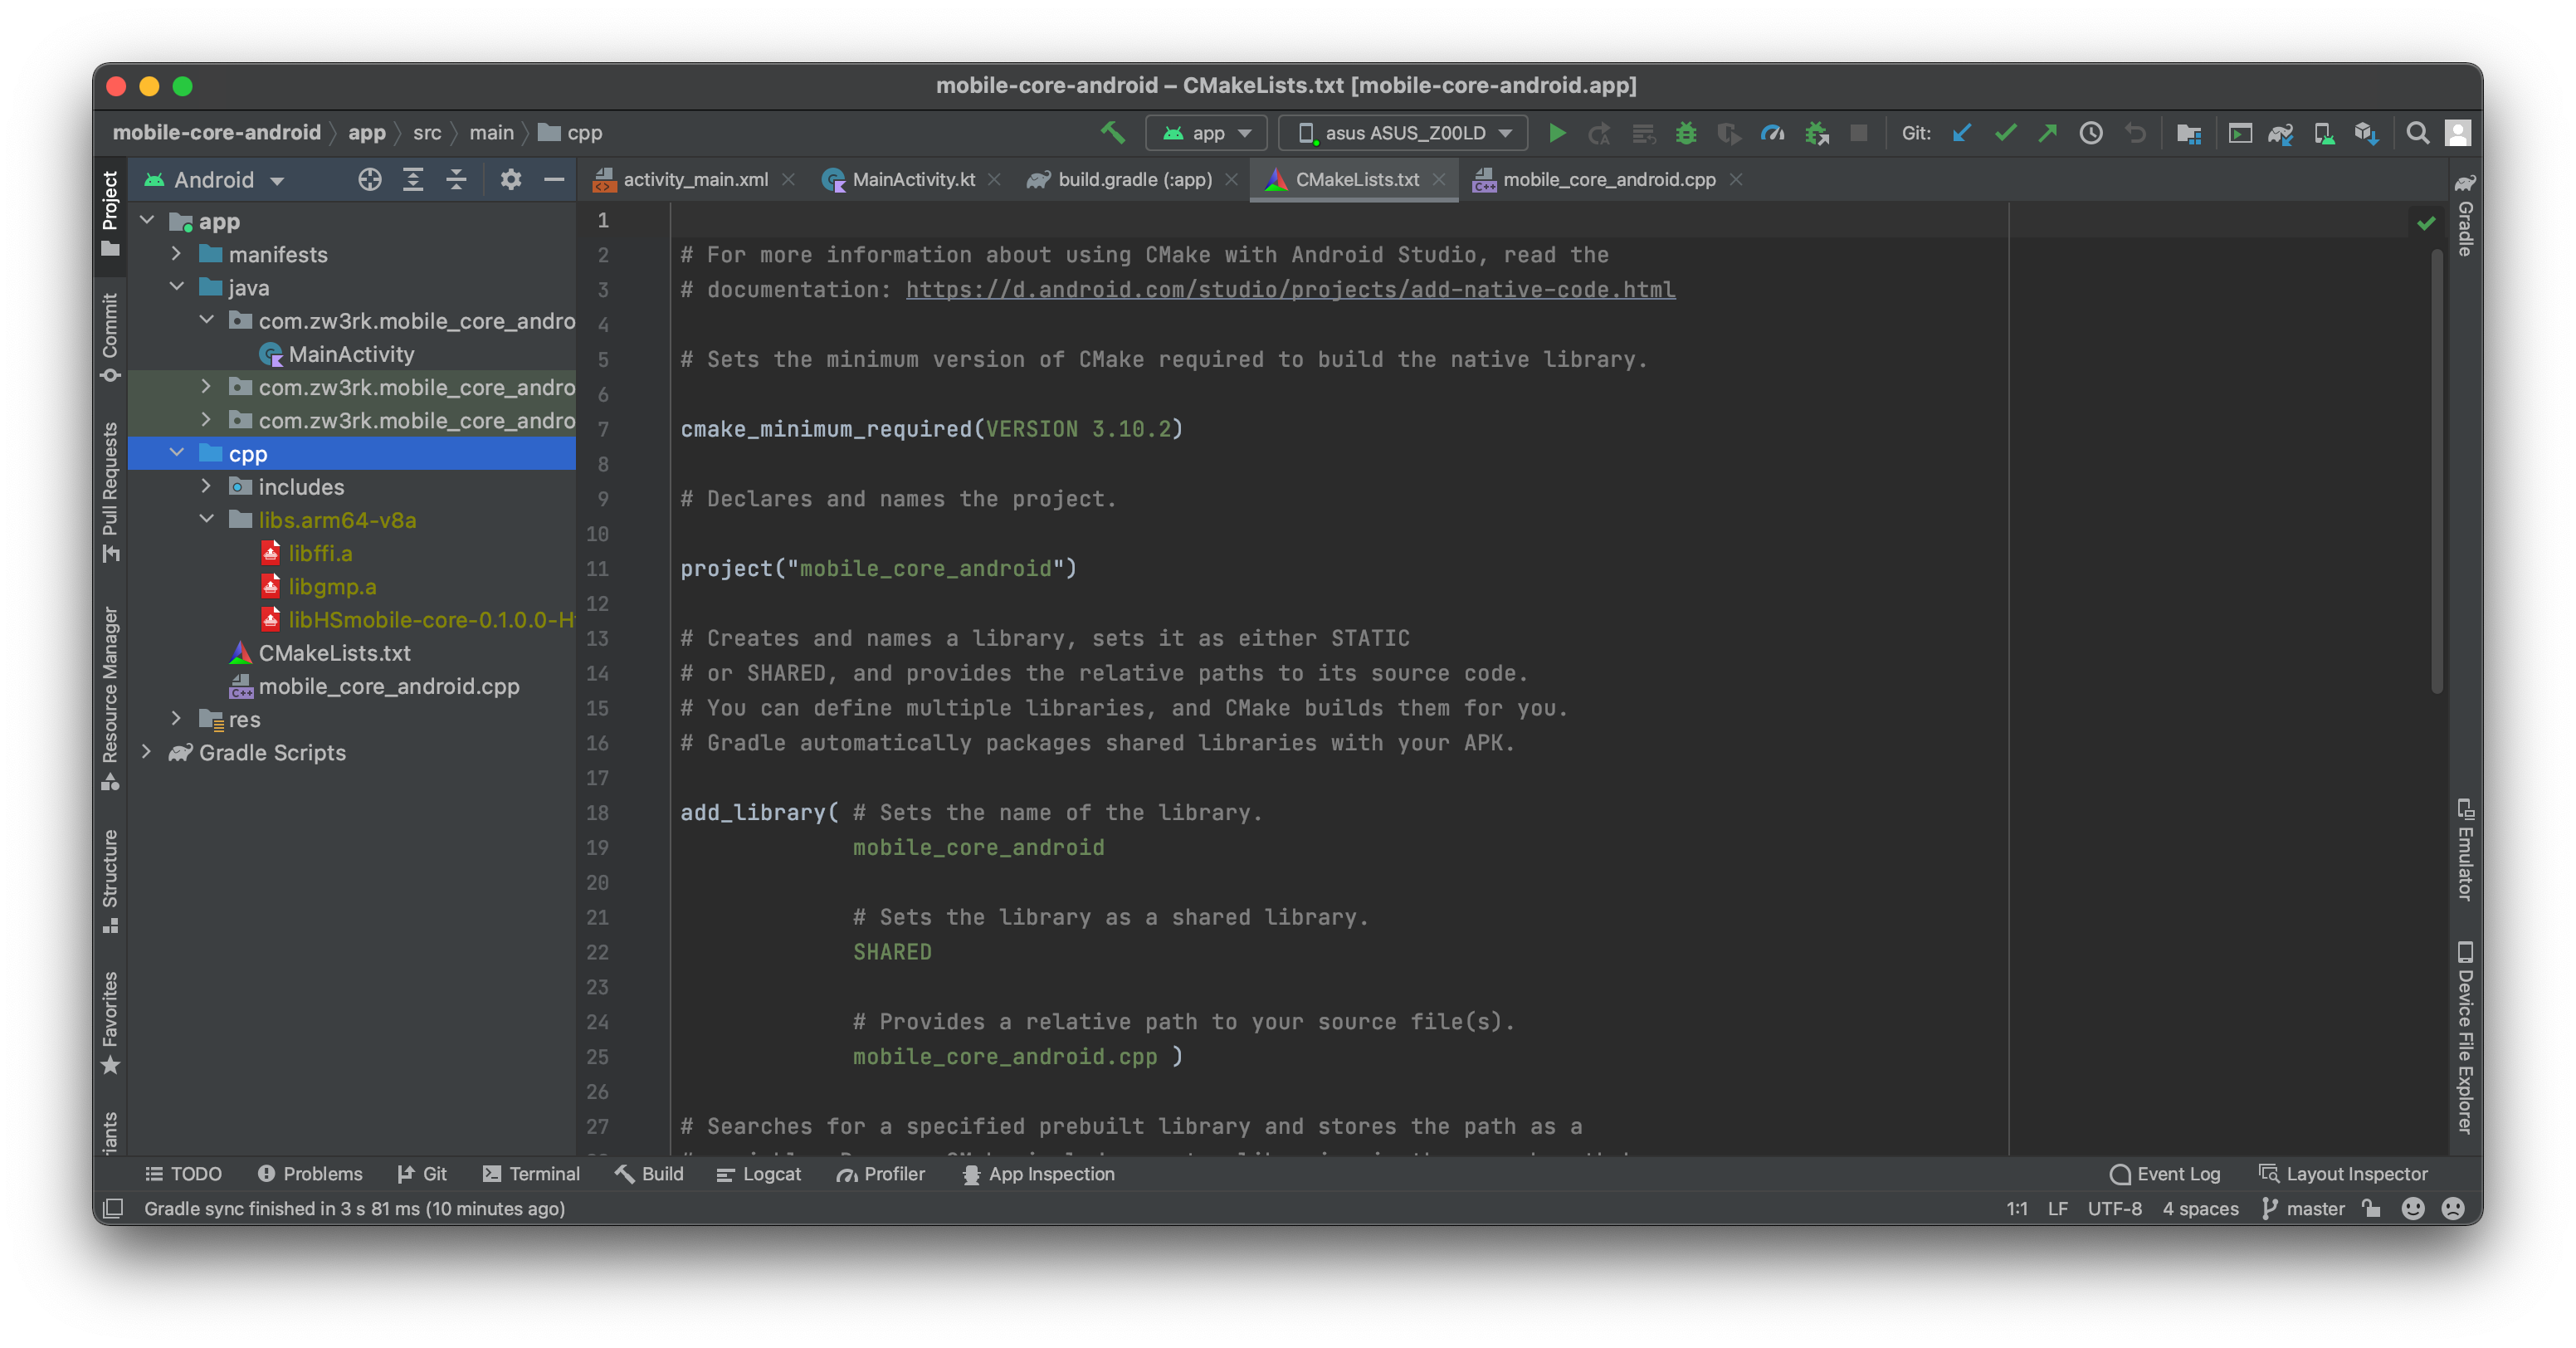 mobile-core-android – CMakeLists.txt [mobile-core-android.app]
mobile-core-android app src main cpp
app asus ASUS_Z00LD Git:
Project
Commit
Pull Requests
Resource Manager
Structure
Favorites
Android
app
manifests
java
com.zw3rk.mobile_core_andro
MainActivity
com.zw3rk.mobile_core_andro
com.zw3rk.mobile_core_andro
cpp
includes
libs.arm64-v8a
libffi.a
libgmp.a
libHSmobile-core-0.1.0.0-H
CMakeLists.txt
mobile_core_android.cpp
res
Gradle Scripts
activity_main.xml MainActivity.kt build.gradle (:app) CMakeLists.txt mobile_core_android.cpp
1
2 # For more information about using CMake with Android Studio, read the
3 # documentation: https://d.android.com/studio/projects/add-native-code.html
4
5 # Sets the minimum version of CMake required to build the native library.
6
7 cmake_minimum_required(VERSION 3.10.2)
8
9 # Declares and names the project.
10
11 project("mobile_core_android")
12
13 # Creates and names a library, sets it as either STATIC
14 # or SHARED, and provides the relative paths to its source code.
15 # You can define multiple libraries, and CMake builds them for you.
16 # Gradle automatically packages shared libraries with your APK.
17
18 add_library( # Sets the name of the library.
19 mobile_core_android
20
21 # Sets the library as a shared library.
22 SHARED
23
24 # Provides a relative path to your source file(s).
25 mobile_core_android.cpp )
26
27 # Searches for a specified prebuilt library and stores the path as a
Gradle
Emulator
Device File Explorer
TODO Problems Git Terminal Build Logcat Profiler App Inspection Event Log Layout Inspector
Gradle sync finished in 3 s 81 ms (10 minutes ago) 1:1 LF UTF-8 4 spaces master